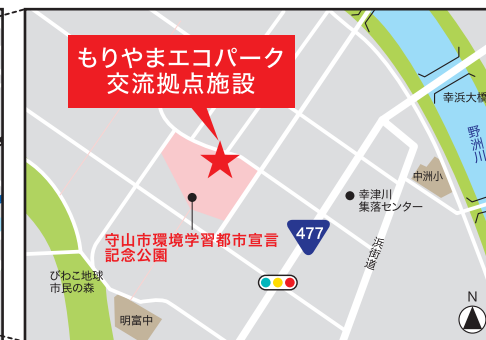 もりやまエコパーク
交流拠点施設
幸浜大橋
野洲川
中洲小
幸津川
集落センター
守山市環境学習都市宣言
記念公園
477
浜街道
びわこ地球
市民の森
明富中
N